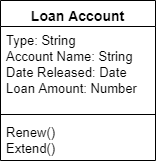 Loan Account
Type: String
Account Name: String
Date Released: Date
Loan Amount: Number
Renew()
Extend()